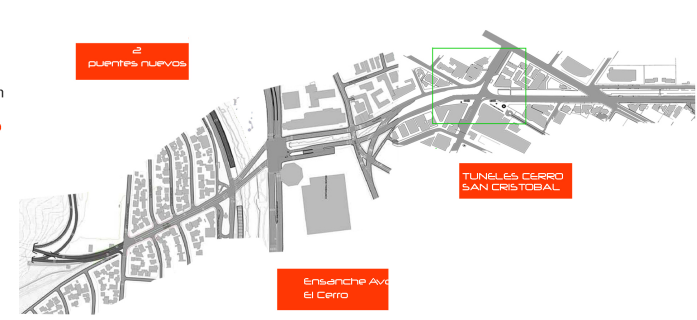 2
puentes nuevos
n
TUNELES CERRO
SAN CRISTOBAL
Ensanche Avd
El Cerro